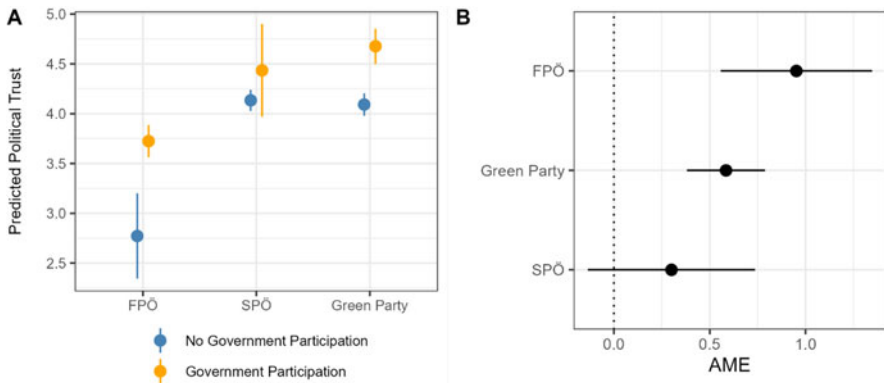 A
Predicted Political Trust
5.0
4.5
4.0
3.5
3.0
2.5
FPÖ SPÖ Green Party
No Government Participation
Government Participation
B
FPÖ
Green Party
SPÖ
0.0 0.5 1.0
AME